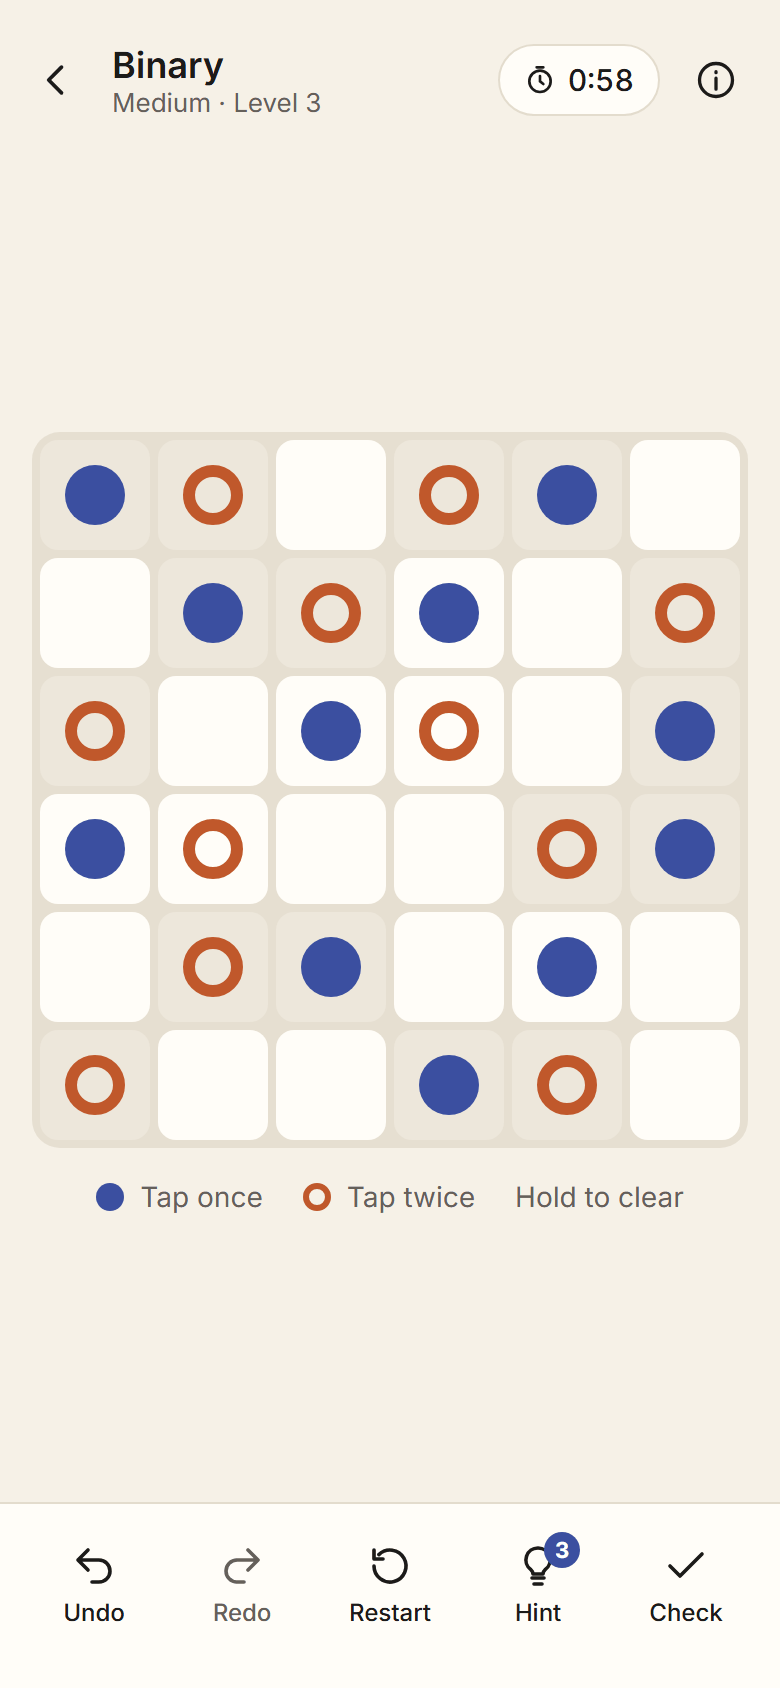 Binary
Medium · Level 3
0:58
Tap once
Tap twice
Hold to clear
3
Undo
Redo
Restart
Hint
Check